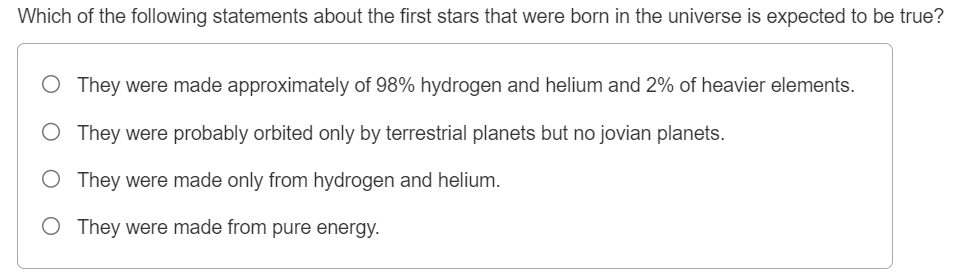 Which of the following statements about the first stars that were born in the universe is expected to be true?
They were made approximately of 98% hydrogen and helium and 2% of heavier elements.
They were probably orbited only by terrestrial planets but no jovian planets.
They were made only from hydrogen and helium.
They were made from pure energy.